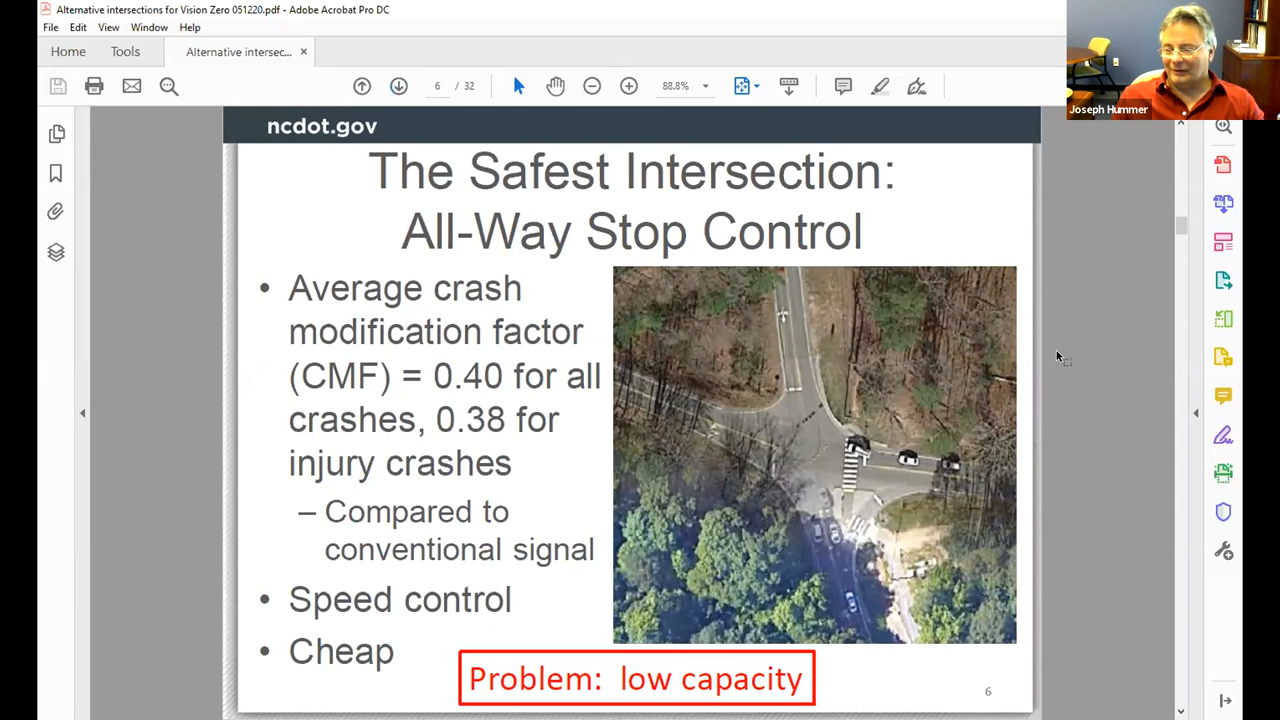 Alternative intersections for Vision Zero 051220.pdf - Adobe Acrobat Pro DC
File Edit View Window Help
Home Tools Alternative intersec... ×
6 / 32 88.8%
Joseph Hummer
ncdot.gov
The Safest Intersection:
All-Way Stop Control
• Average crash
modification factor
(CMF) = 0.40 for all
crashes, 0.38 for
injury crashes
– Compared to
conventional signal
• Speed control
• Cheap
Problem: low capacity
6